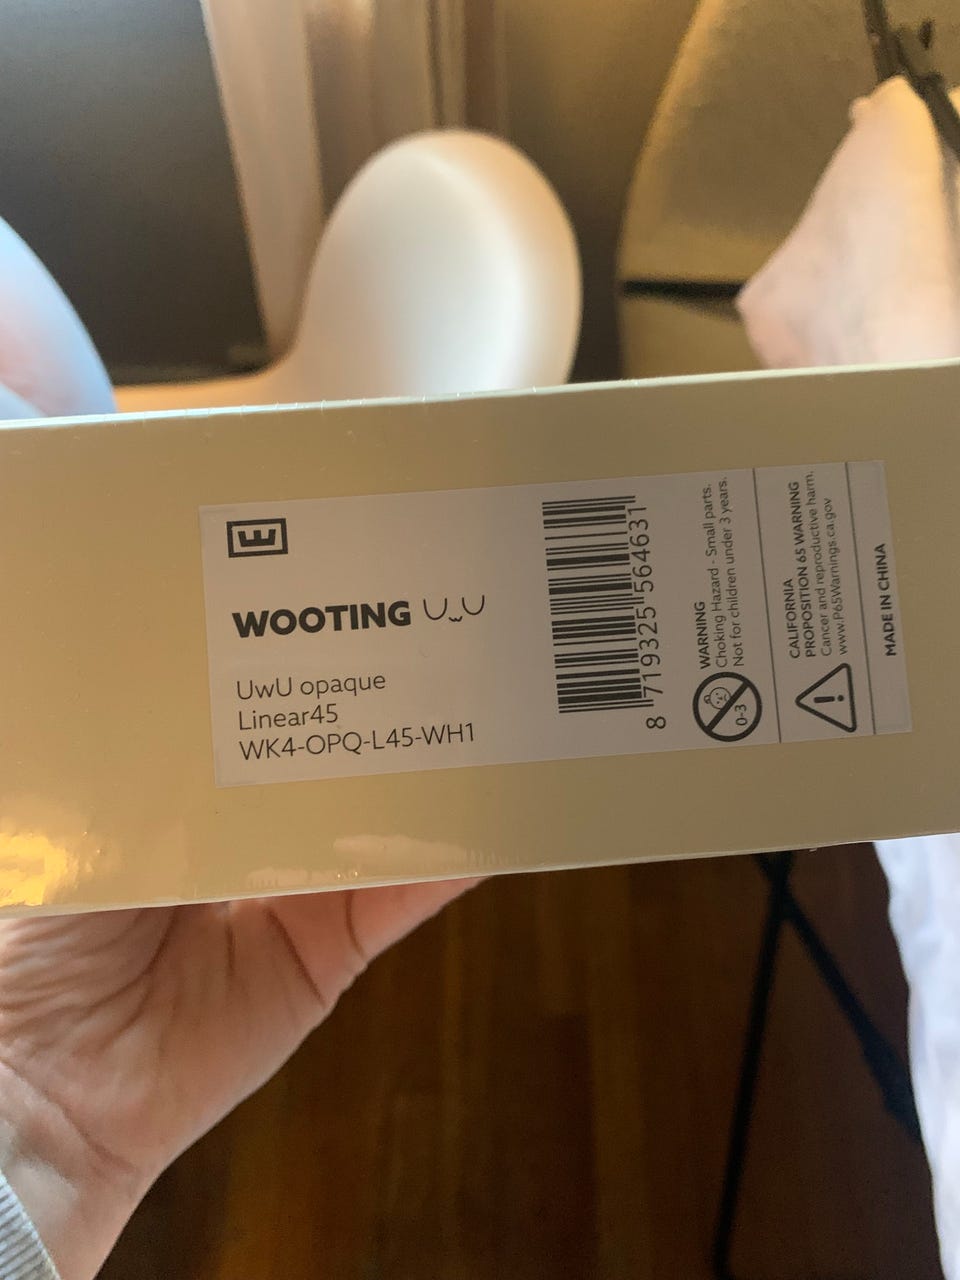 WOOTING UwU
UwU opaque
Linear45
WK4-OPQ-L45-WH1
8 719325 564631
WARNING
Choking Hazard - Small parts.
Not for children under 3 years.
0-3
CALIFORNIA
PROPOSITION 65 WARNING
Cancer and reproductive harm.
www.P65Warnings.ca.gov
MADE IN CHINA